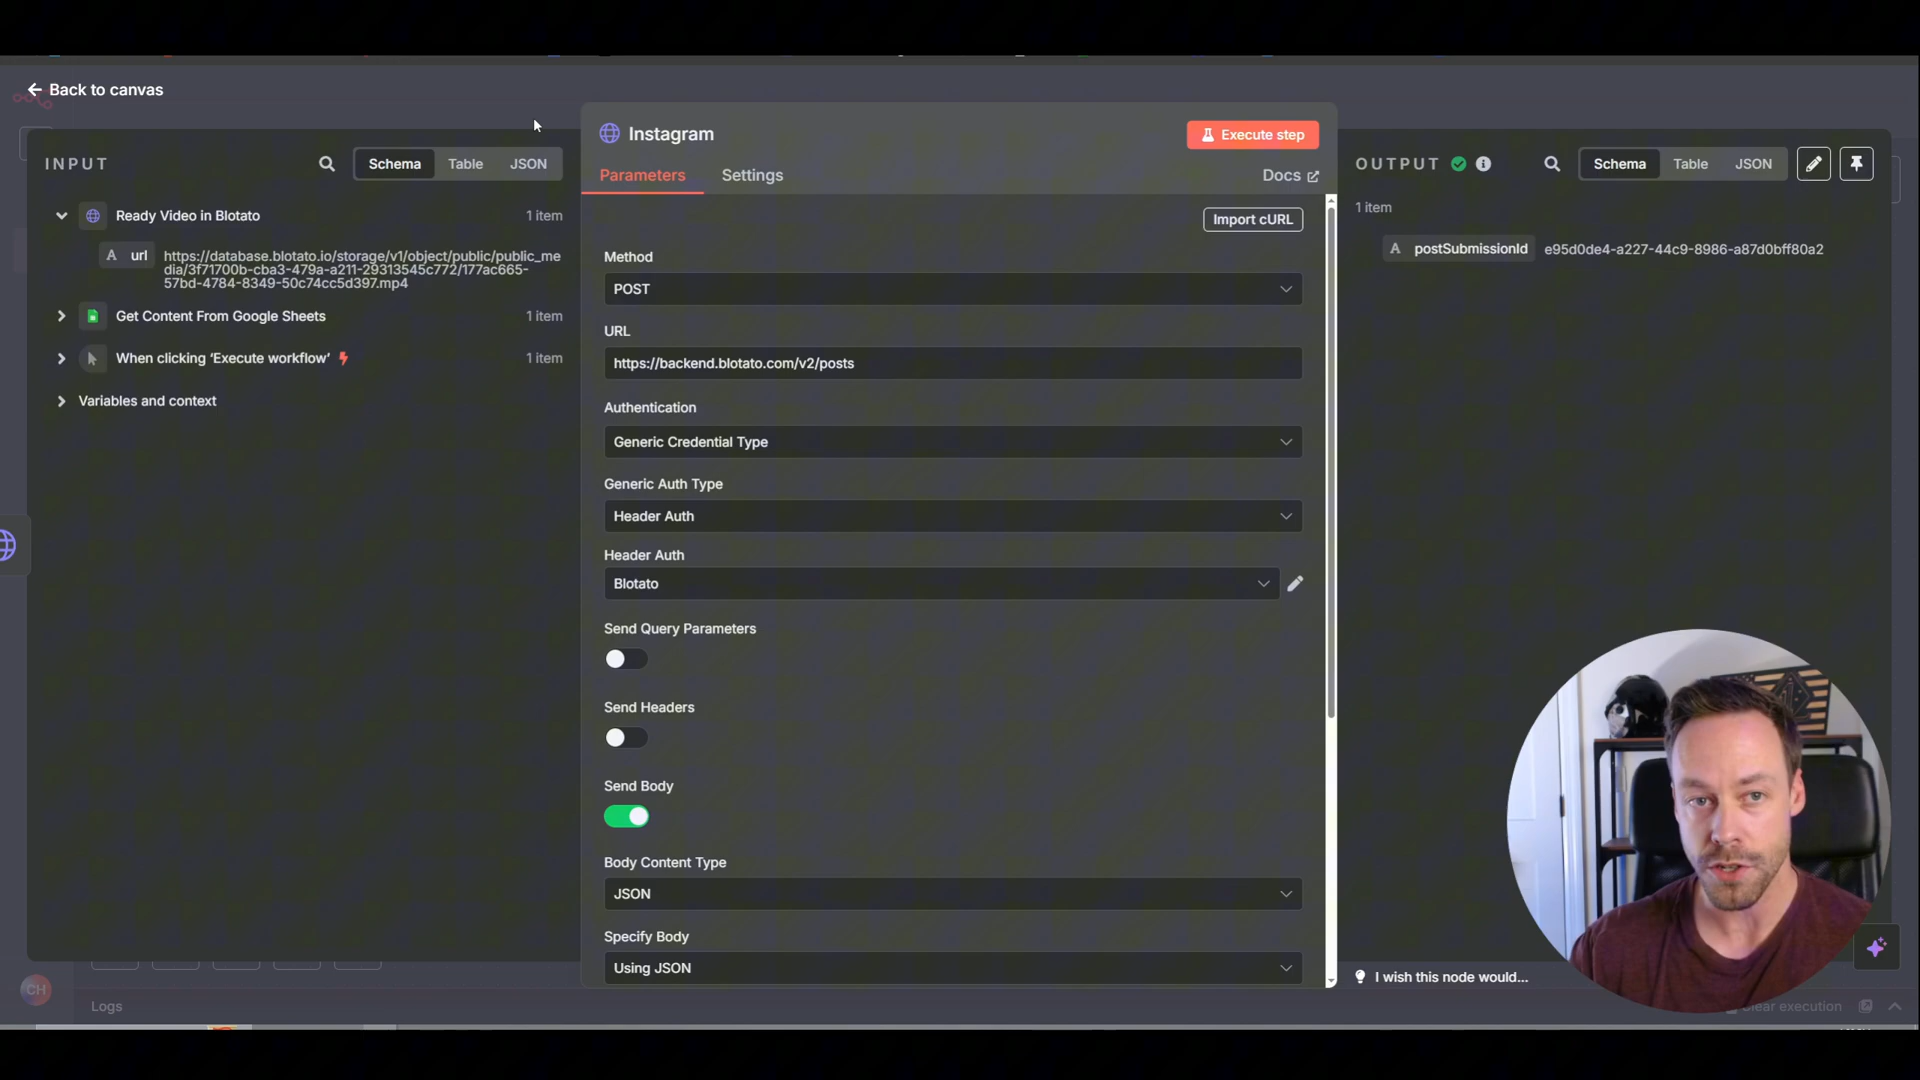 Back to canvas
INPUT
Schema
Table
JSON
Ready Video in Blotato
1 item
A url
https://database.blotato.io/storage/v1/object/public/public_me
dia/3f71700b-cba3-479a-a211-29313545c772/177ac665-
57bd-4784-8349-50c74cc5d397.mp4
Get Content From Google Sheets
1 item
When clicking ‘Execute workflow’
1 item
Variables and context
Instagram
Execute step
Parameters
Settings
Docs
Import cURL
Method
POST
URL
https://backend.blotato.com/v2/posts
Authentication
Generic Credential Type
Generic Auth Type
Header Auth
Header Auth
Blotato
Send Query Parameters
Send Headers
Send Body
Body Content Type
JSON
Specify Body
Using JSON
OUTPUT
Schema
Table
JSON
1 item
A postSubmissionId
e95d0de4-a227-44c9-8986-a87d0bff80a2
I wish this node would...
CH
Logs
Clear execution